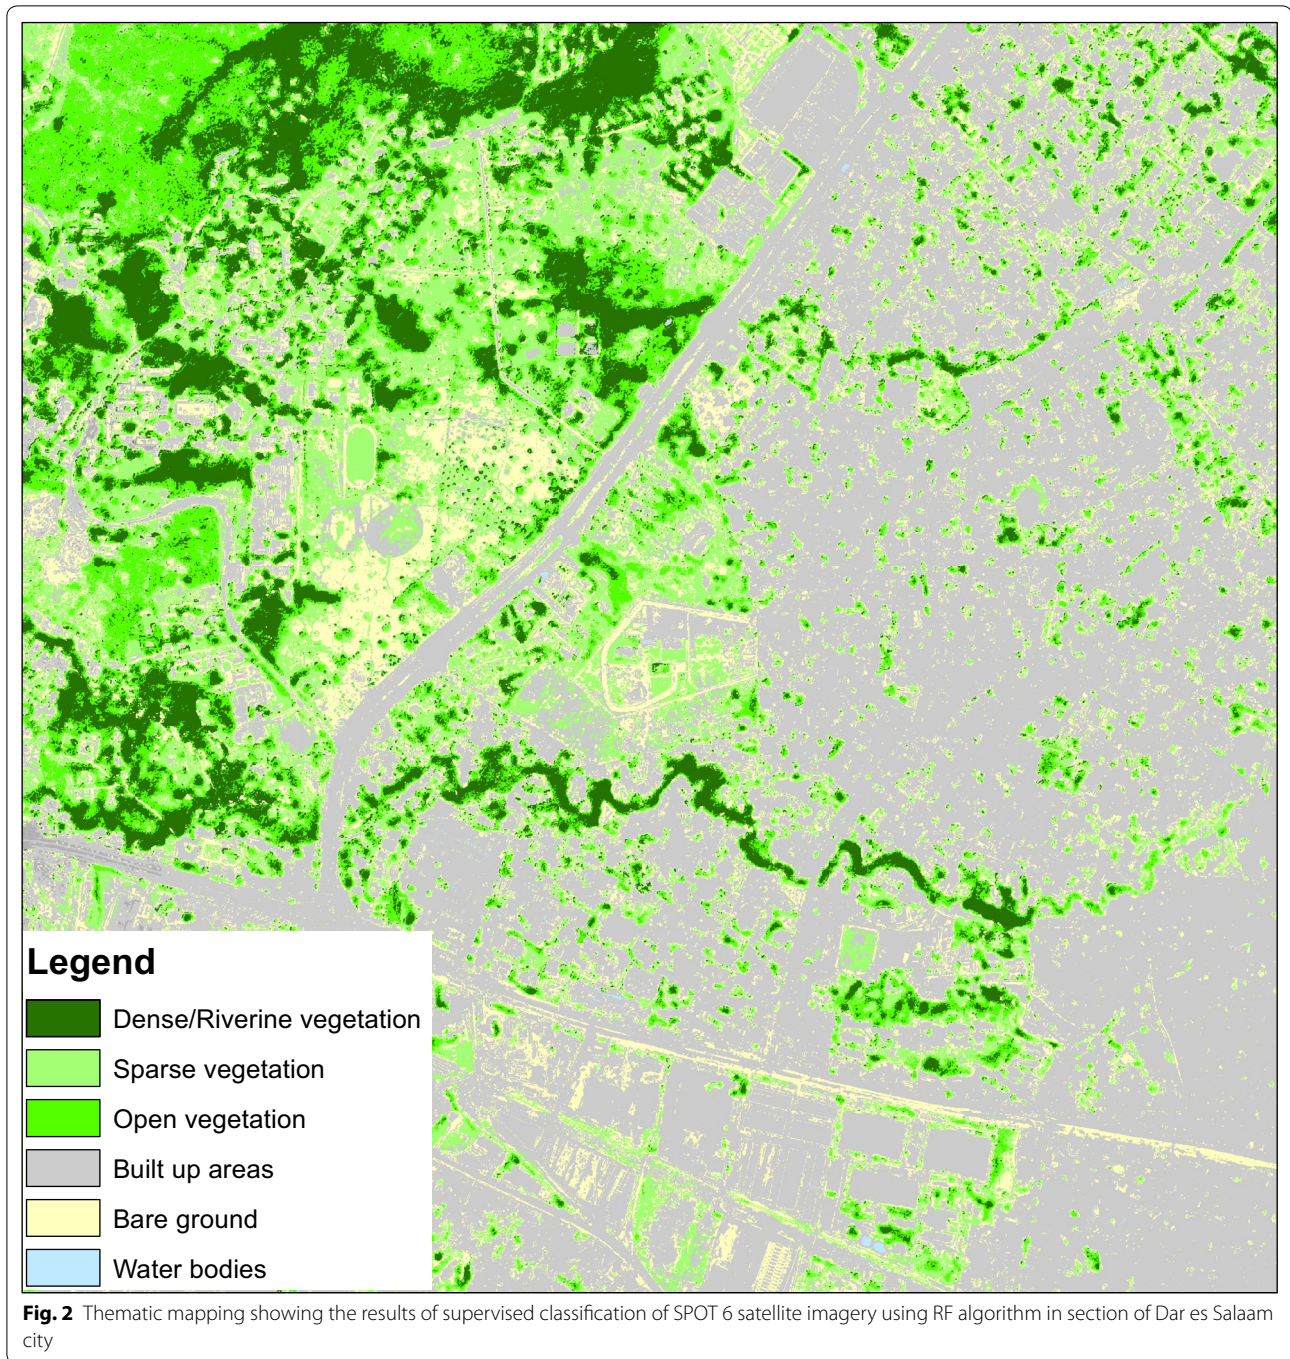 Legend
Dense/Riverine vegetation
Sparse vegetation
Open vegetation
Built up areas
Bare ground
Water bodies
Fig. 2 Thematic mapping showing the results of supervised classification of SPOT 6 satellite imagery using RF algorithm in section of Dar es Salaam
city